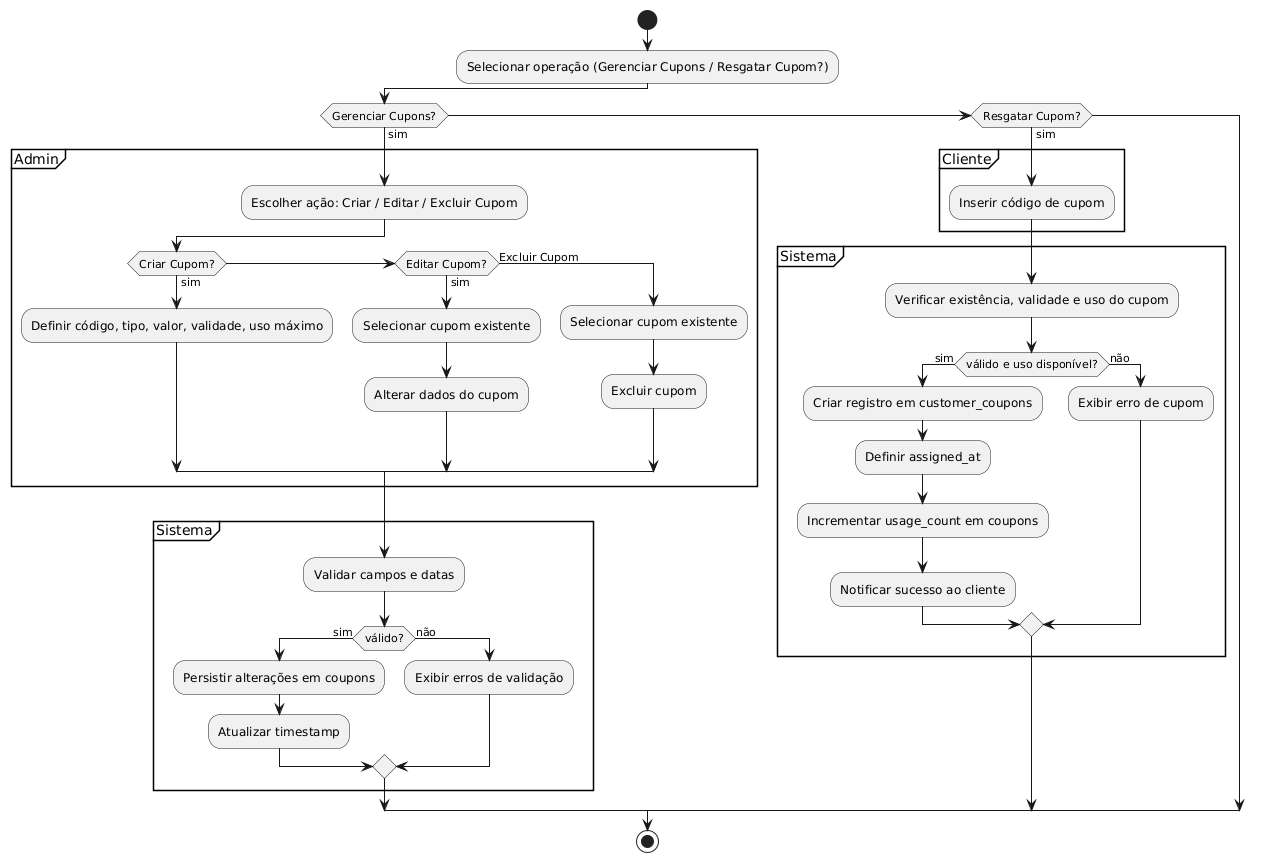 Selecionar operação (Gerenciar Cupons / Resgatar Cupom?)
Gerenciar Cupons?
sim
Admin
Escolher ação: Criar / Editar / Excluir Cupom
Criar Cupom?
sim
Definir código, tipo, valor, validade, uso máximo
Editar Cupom?
sim
Selecionar cupom existente
Alterar dados do cupom
Excluir Cupom
Selecionar cupom existente
Excluir cupom
Sistema
Validar campos e datas
válido?
sim
Persistir alterações em coupons
Atualizar timestamp
não
Exibir erros de validação
Resgatar Cupom?
sim
Cliente
Inserir código de cupom
Sistema
Verificar existência, validade e uso do cupom
válido e uso disponível?
sim
Criar registro em customer_coupons
Definir assigned_at
Incrementar usage_count em coupons
Notificar sucesso ao cliente
não
Exibir erro de cupom